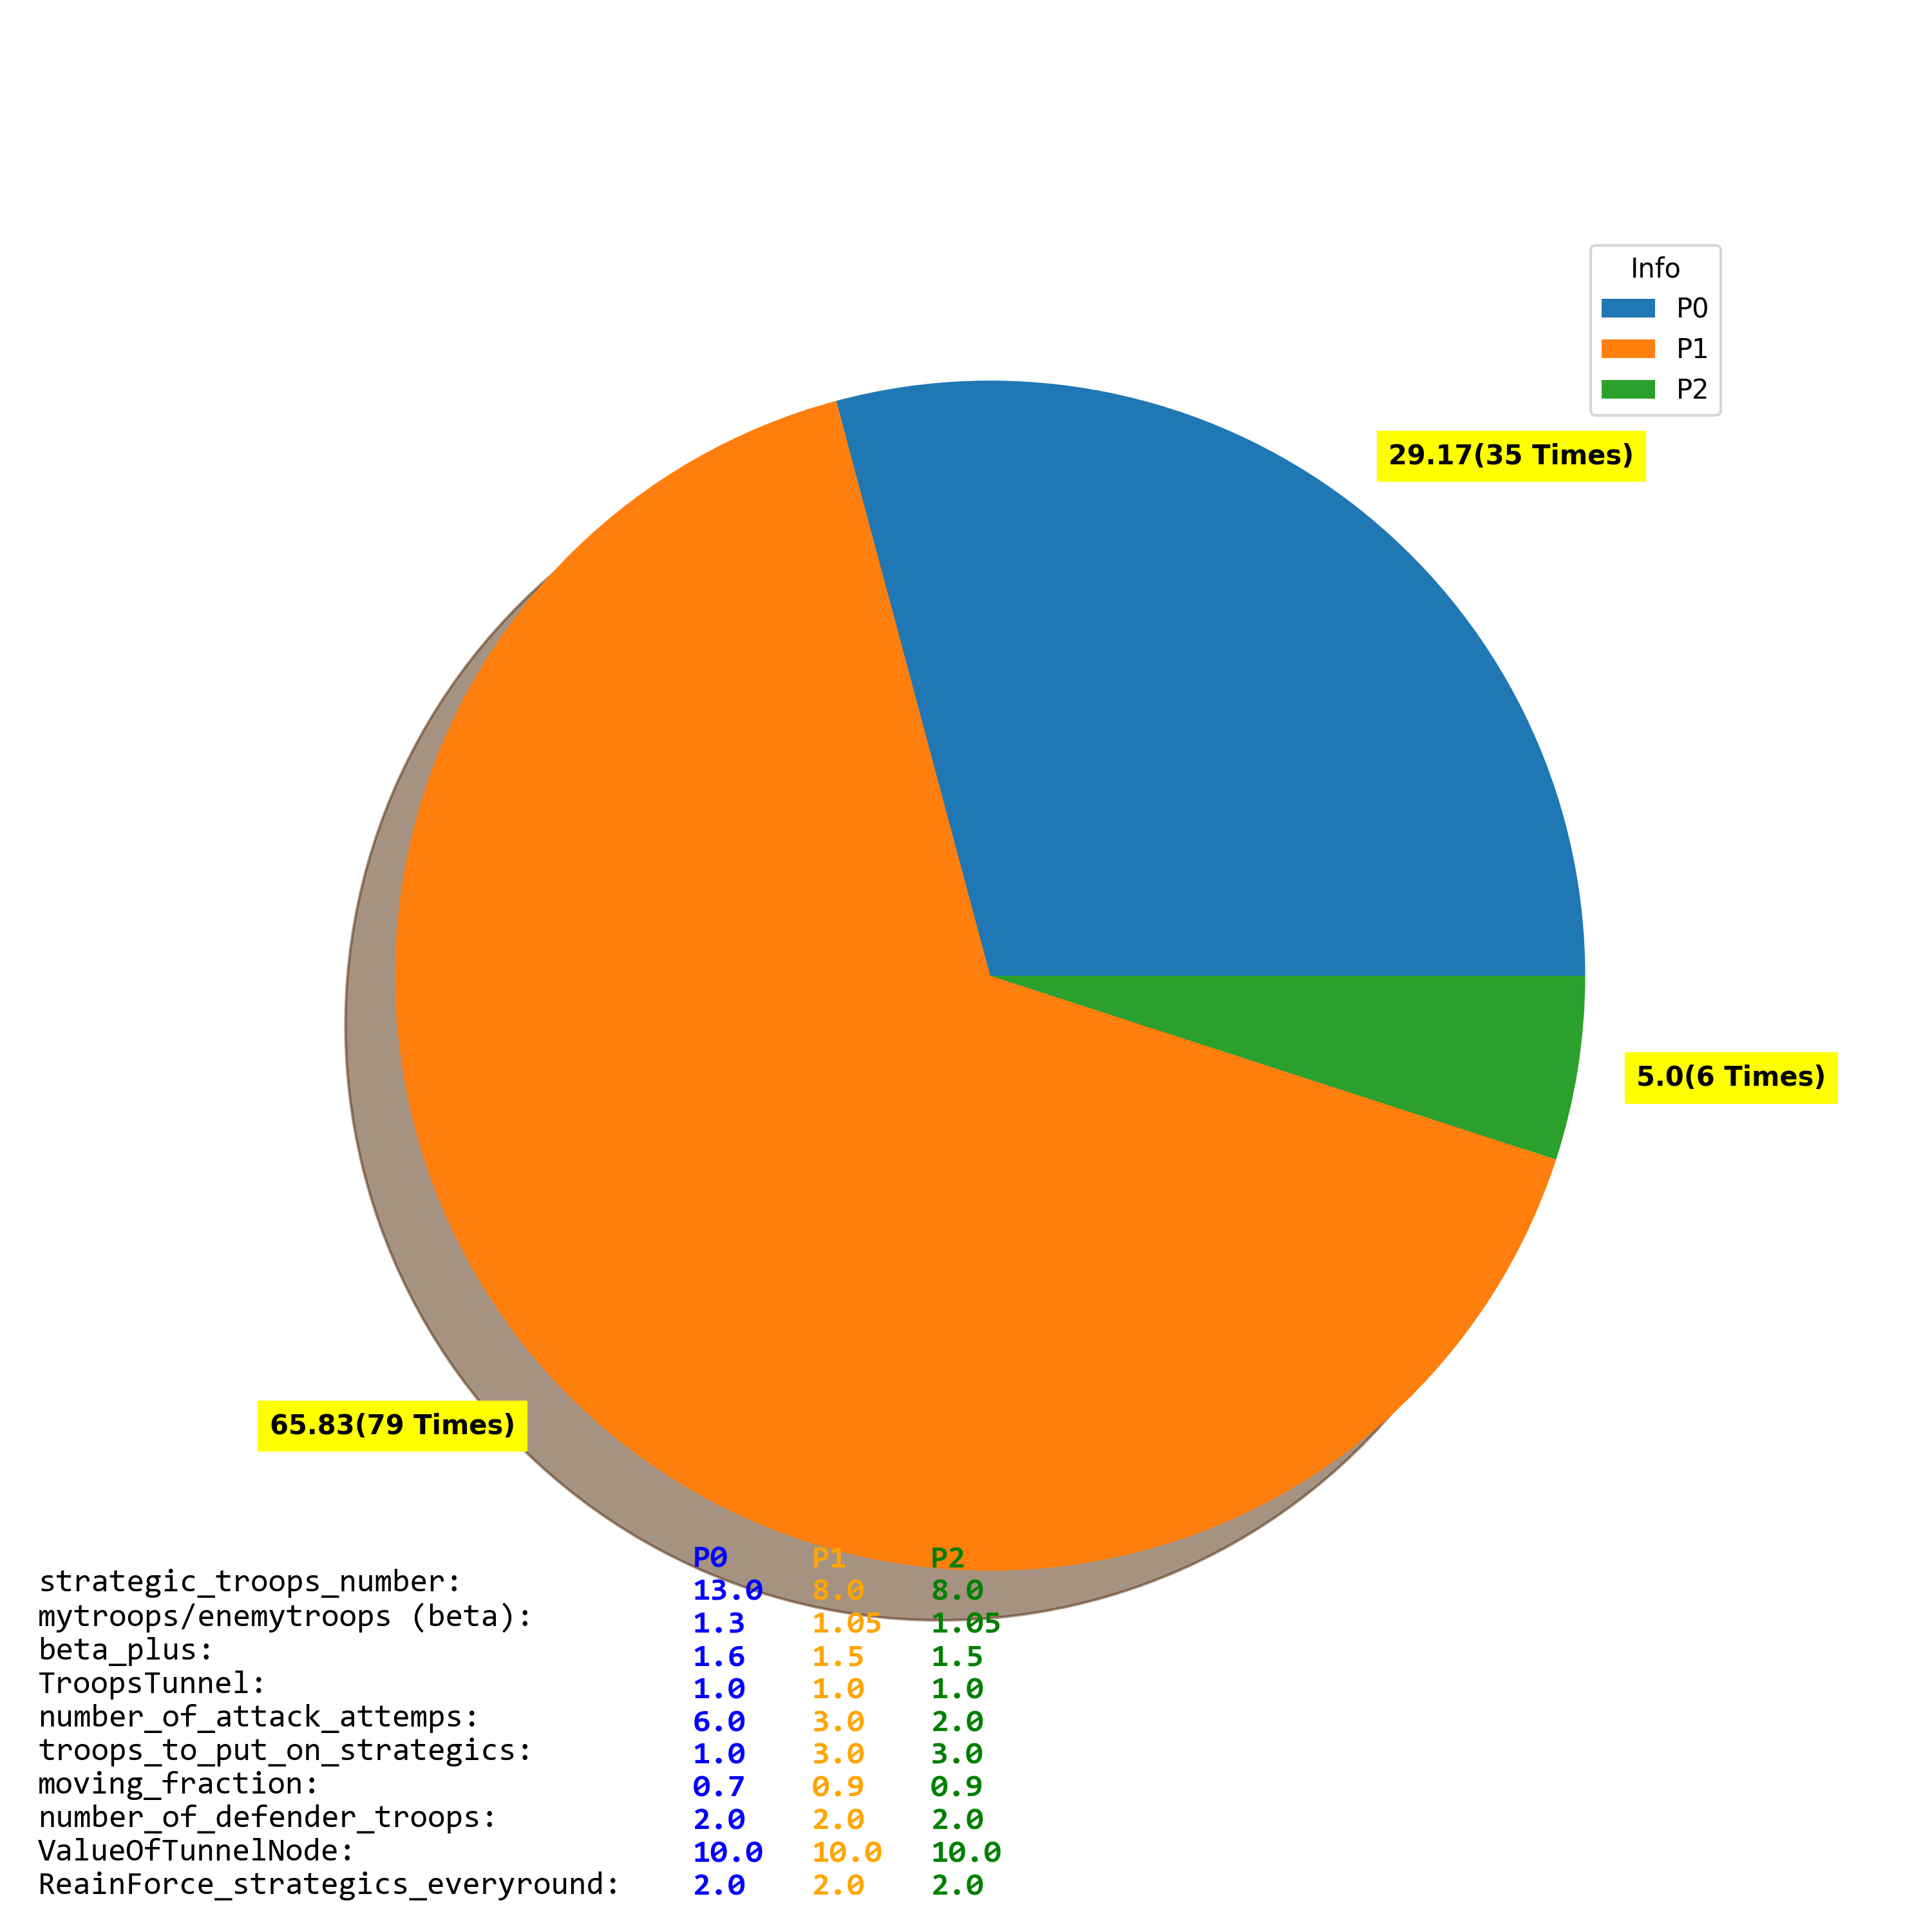 Info
P0
P1
P2
29.17(35 Times)
5.0(6 Times)
65.83(79 Times)
P0 P1 P2
strategic_troops_number: 13.0 8.0 8.0
mytroops/enemytroops (beta): 1.3 1.05 1.05
beta_plus: 1.6 1.5 1.5
TroopsTunnel: 1.0 1.0 1.0
number_of_attack_attemps: 6.0 3.0 2.0
troops_to_put_on_strategics: 1.0 3.0 3.0
moving_fraction: 0.7 0.9 0.9
number_of_defender_troops: 2.0 2.0 2.0
ValueOfTunnelNode: 10.0 10.0 10.0
ReainForce_strategics_everyround: 2.0 2.0 2.0